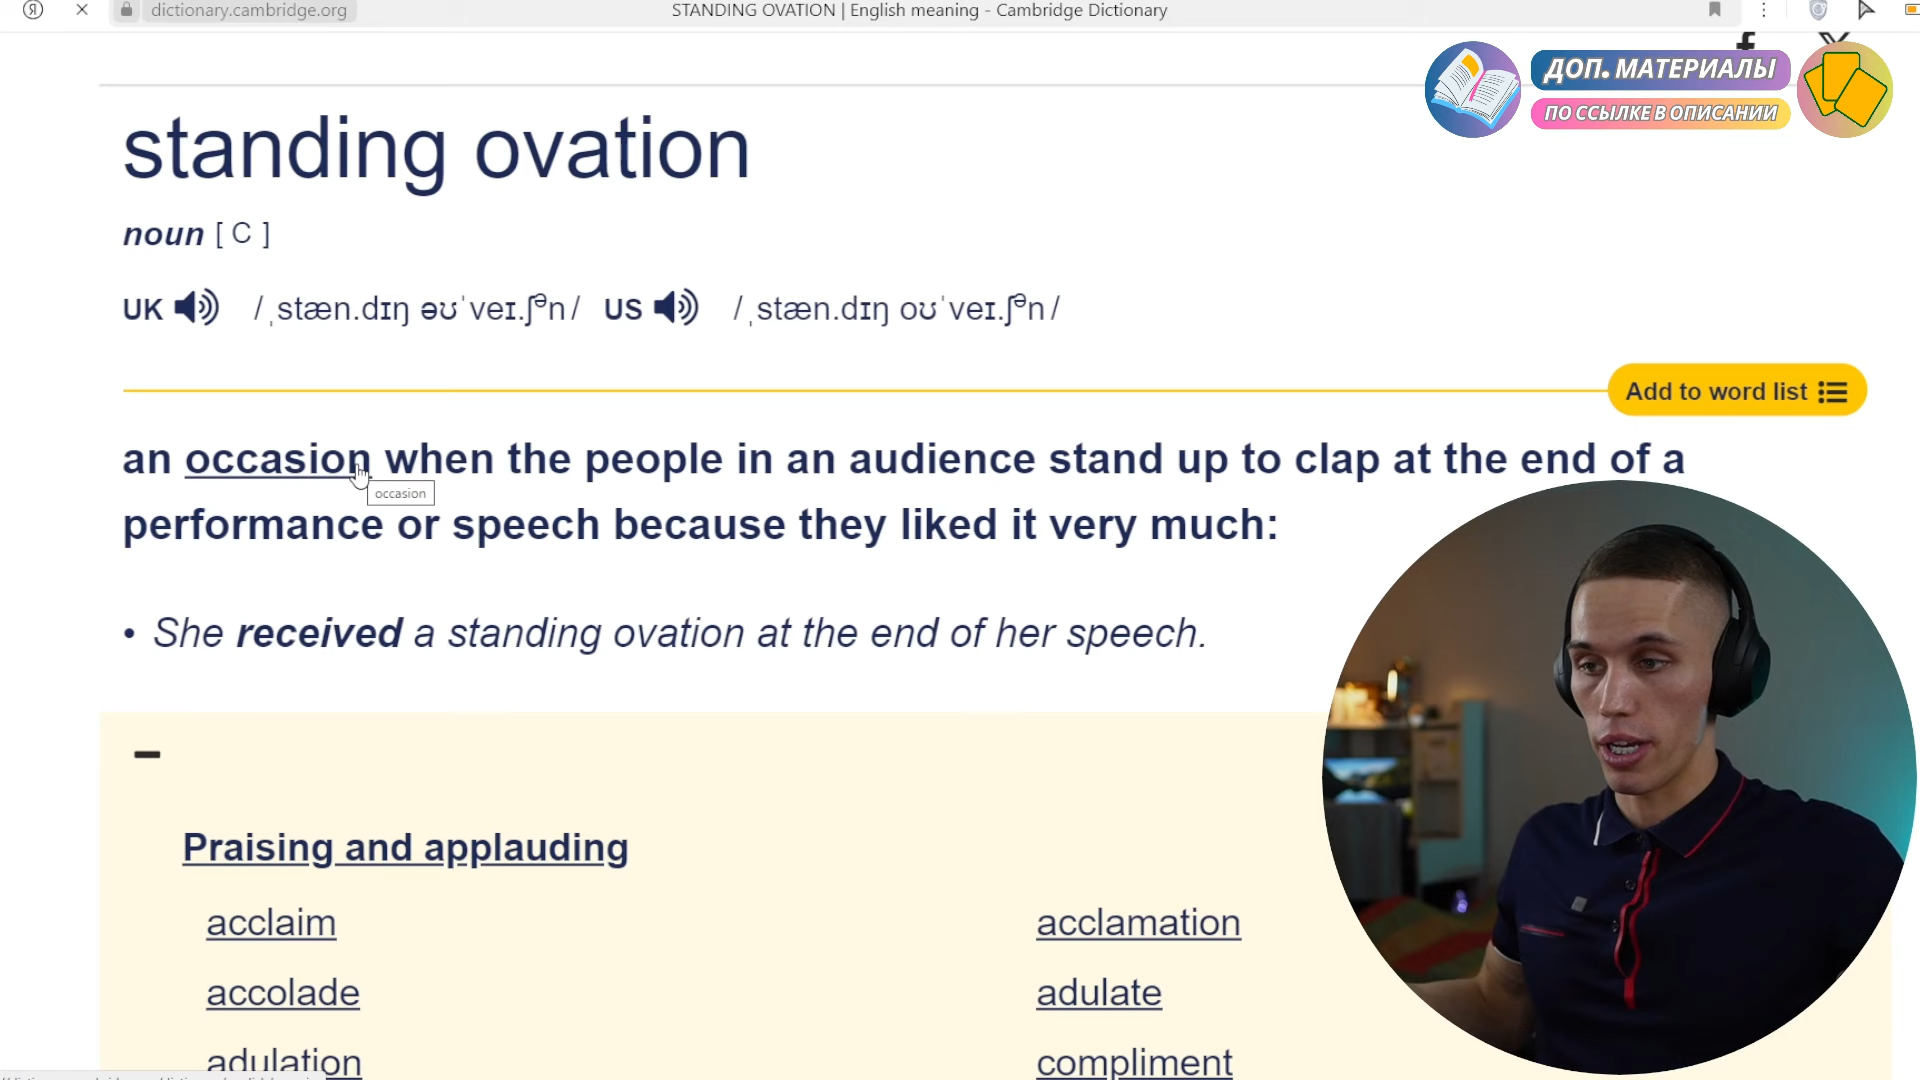 dictionary.cambridge.org
STANDING OVATION | English meaning - Cambridge Dictionary
ДОП. МАТЕРИАЛЫ
ПО ССЫЛКЕ В ОПИСАНИИ
standing ovation
noun [ C ]
UK /ˌstæn.dɪŋ əʊˈveɪ.ʃᵊn/ US /ˌstæn.dɪŋ oʊˈveɪ.ʃᵊn/
Add to word list
an occasion when the people in an audience stand up to clap at the end of a
occasion
performance or speech because they liked it very much:
• She received a standing ovation at the end of her speech.
Praising and applauding
acclaim
acclamation
accolade
adulate
adulation
compliment